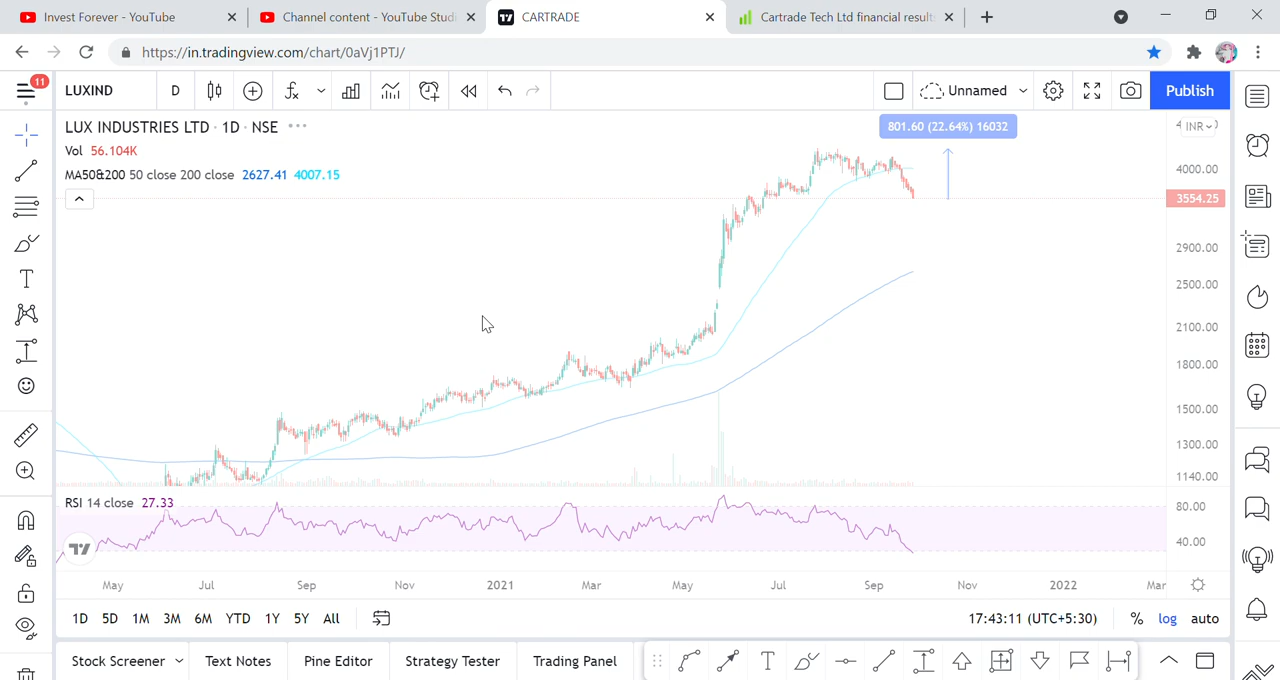 Invest Forever - YouTube
Channel content - YouTube Studi
CARTRADE
Cartrade Tech Ltd financial results
https://in.tradingview.com/chart/0aVj1PTJ/
11
LUXIND
D
Unnamed
Publish
LUX INDUSTRIES LTD · 1D · NSE
801.60 (22.64%) 16032
INR
Vol 56.104K
MA50&200 50 close 200 close 2627.41 4007.15
4000.00
3554.25
2900.00
2500.00
2100.00
1800.00
1500.00
1300.00
1140.00
RSI 14 close 27.33
80.00
40.00
May Jul Sep Nov 2021 Mar May Jul Sep Nov 2022 Mar
1D 5D 1M 3M 6M YTD 1Y 5Y All
17:43:11 (UTC+5:30) % log auto
Stock Screener Text Notes Pine Editor Strategy Tester Trading Panel